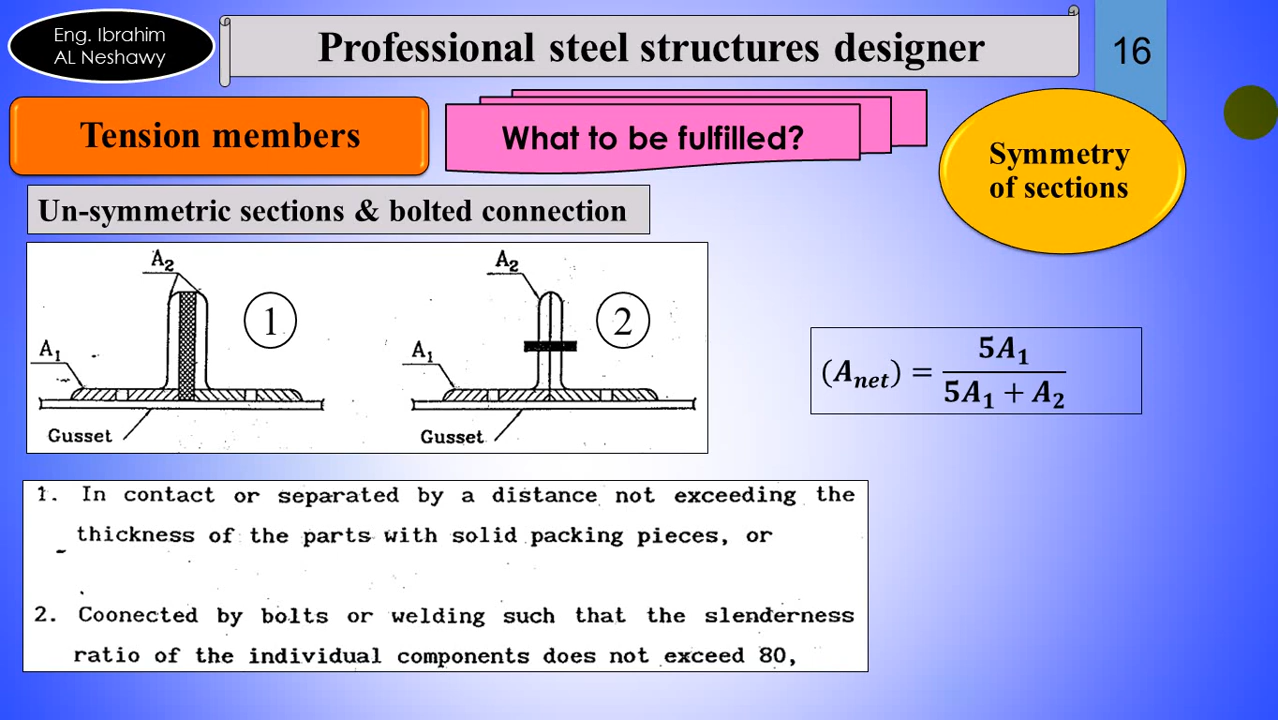 Eng. Ibrahim
AL Neshawy
Professional steel structures designer
16
Tension members
What to be fulfilled?
Symmetry
of sections
Un-symmetric sections & bolted connection
A₂
1
A₁
Gusset
A₂
2
A₁
Gusset
(Aₙₑₜ) = 5A₁ / (5A₁ + A₂)
1. In contact or separated by a distance not exceeding the
thickness of the parts with solid packing pieces, or
2. Coonected by bolts or welding such that the slenderness
ratio of the individual components does not exceed 80,